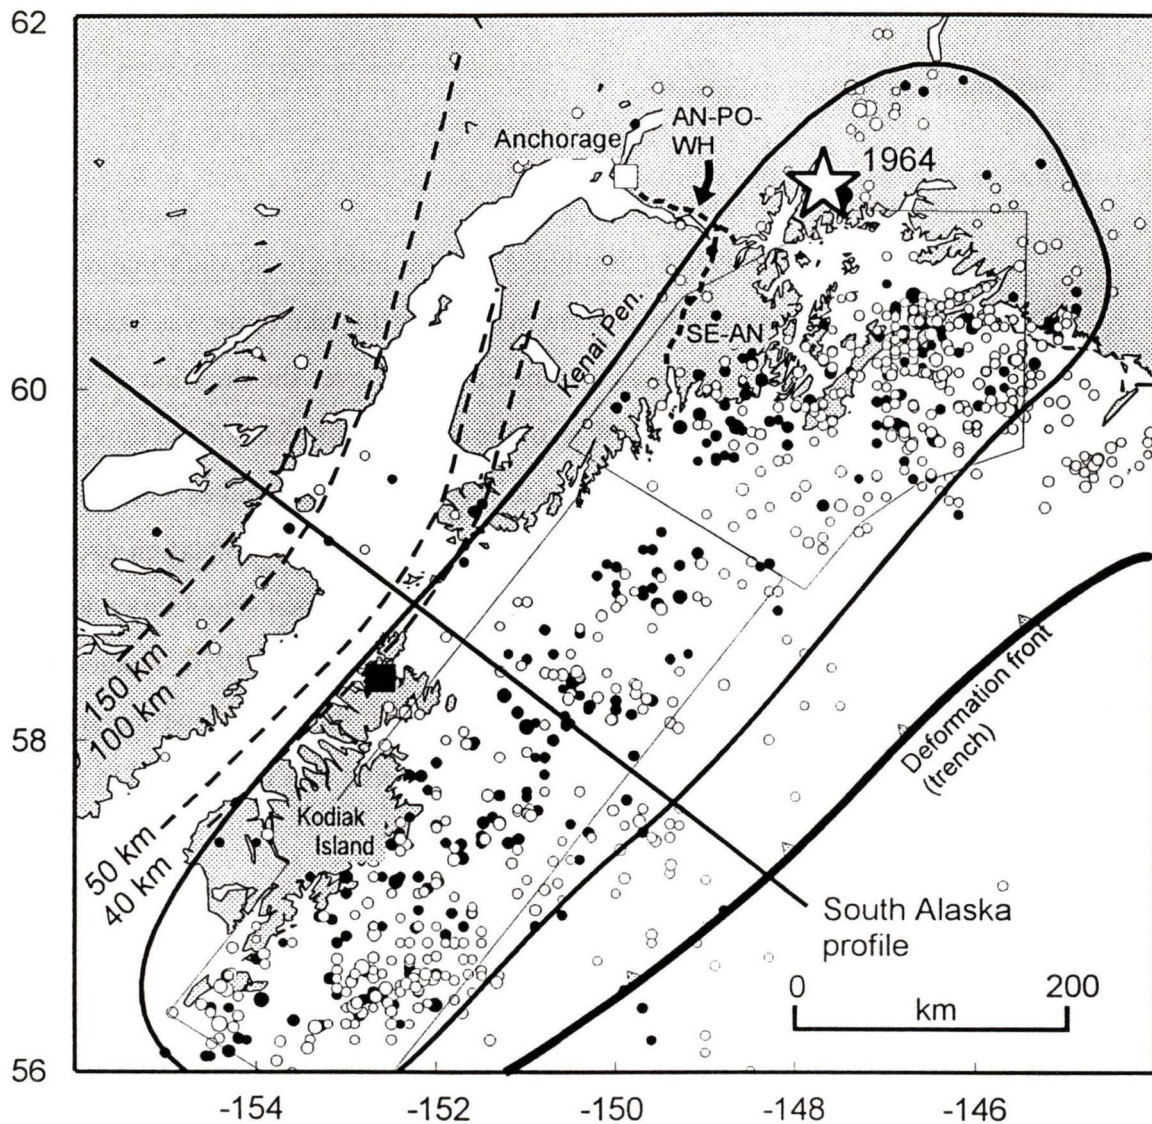 62
60
58
56
-154
-152
-150
-148
-146
Anchorage
AN-PO-
WH
1964
Kenai Pen.
SE-AN
150 km
100 km
50 km
40 km
Kodiak
Island
Deformation front
(trench)
South Alaska
profile
0
200
km